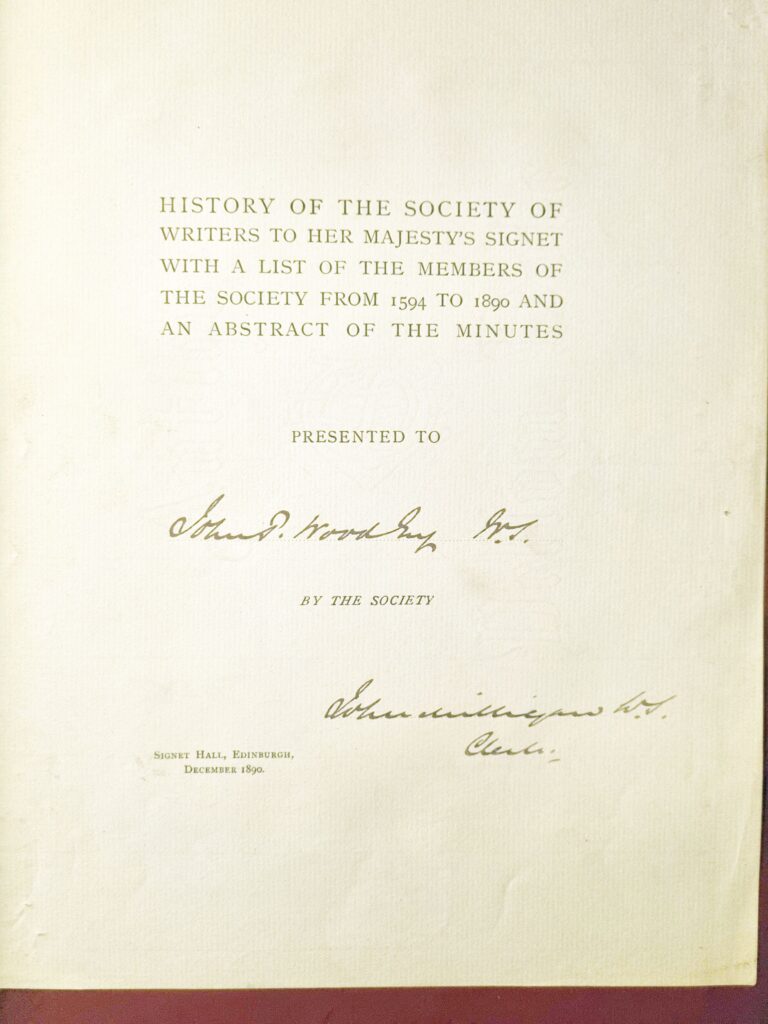 HISTORY OF THE SOCIETY OF
WRITERS TO HER MAJESTY'S SIGNET
WITH A LIST OF THE MEMBERS OF
THE SOCIETY FROM 1594 TO 1890 AND
AN ABSTRACT OF THE MINUTES
PRESENTED TO
John P. Wood Esq W.S.
BY THE SOCIETY
John Milligan W.S.
Clerk.
SIGNET HALL, EDINBURGH,
DECEMBER 1890.